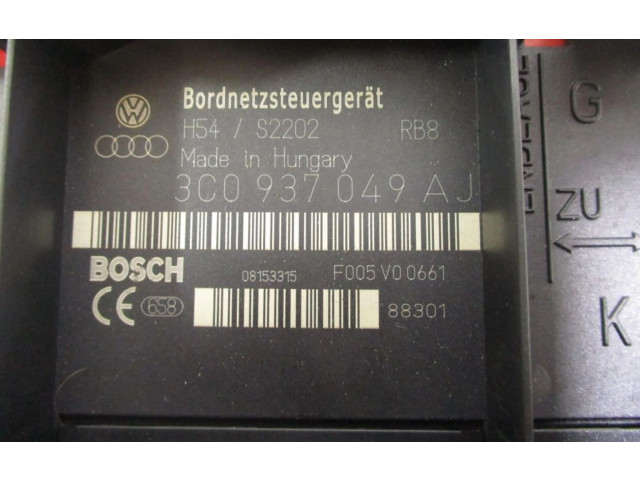 Bordnetzsteuergerät
H54 / S2202 RB8
Made in Hungary
3C0 937 049 AJ
BOSCH 08153315 F005 V0 0661
CE 658 88301
G
ZU
K